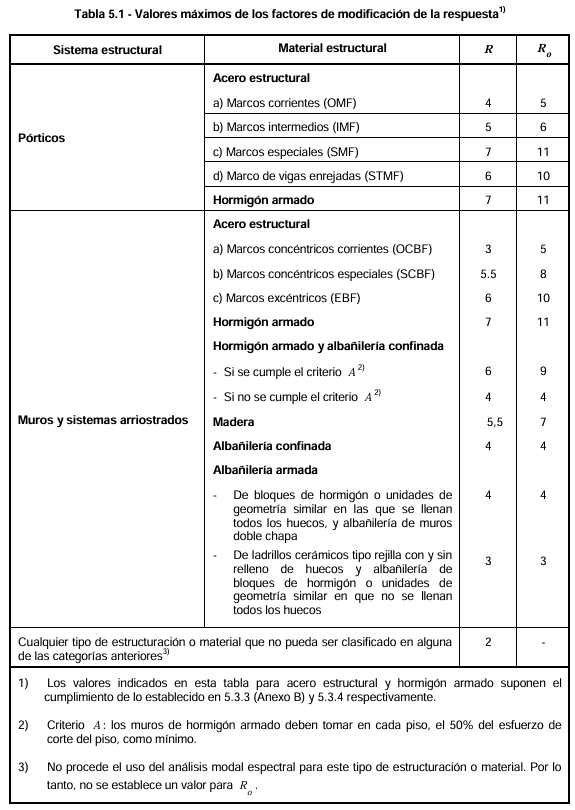 Tabla 5.1 - Valores máximos de los factores de modificación de la respuesta1)
Sistema estructural Material estructural R Ro
Pórticos
Acero estructural
a) Marcos corrientes (OMF) 4 5
b) Marcos intermedios (IMF) 5 6
c) Marcos especiales (SMF) 7 11
d) Marco de vigas enrejadas (STMF) 6 10
Hormigón armado 7 11
Muros y sistemas arriostrados
Acero estructural
a) Marcos concéntricos corrientes (OCBF) 3 5
b) Marcos concéntricos especiales (SCBF) 5.5 8
c) Marcos excéntricos (EBF) 6 10
Hormigón armado 7 11
Hormigón armado y albañilería confinada
- Si se cumple el criterio A 2) 6 9
- Si no se cumple el criterio A 2) 4 4
Madera 5,5 7
Albañilería confinada 4 4
Albañilería armada
- De bloques de hormigón o unidades de 4 4
geometría similar en las que se llenan
todos los huecos, y albañilería de muros
doble chapa
- De ladrillos cerámicos tipo rejilla con y sin 3 3
relleno de huecos y albañilería de
bloques de hormigón o unidades de
geometría similar en que no se llenan
todos los huecos
Cualquier tipo de estructuración o material que no pueda ser clasificado en alguna 2 -
de las categorías anteriores3)
1) Los valores indicados en esta tabla para acero estructural y hormigón armado suponen el
cumplimiento de lo establecido en 5.3.3 (Anexo B) y 5.3.4 respectivamente.
2) Criterio A: los muros de hormigón armado deben tomar en cada piso, el 50% del esfuerzo de
corte del piso, como mínimo.
3) No procede el uso del análisis modal espectral para este tipo de estructuración o material. Por lo
tanto, no se establece un valor para Ro.